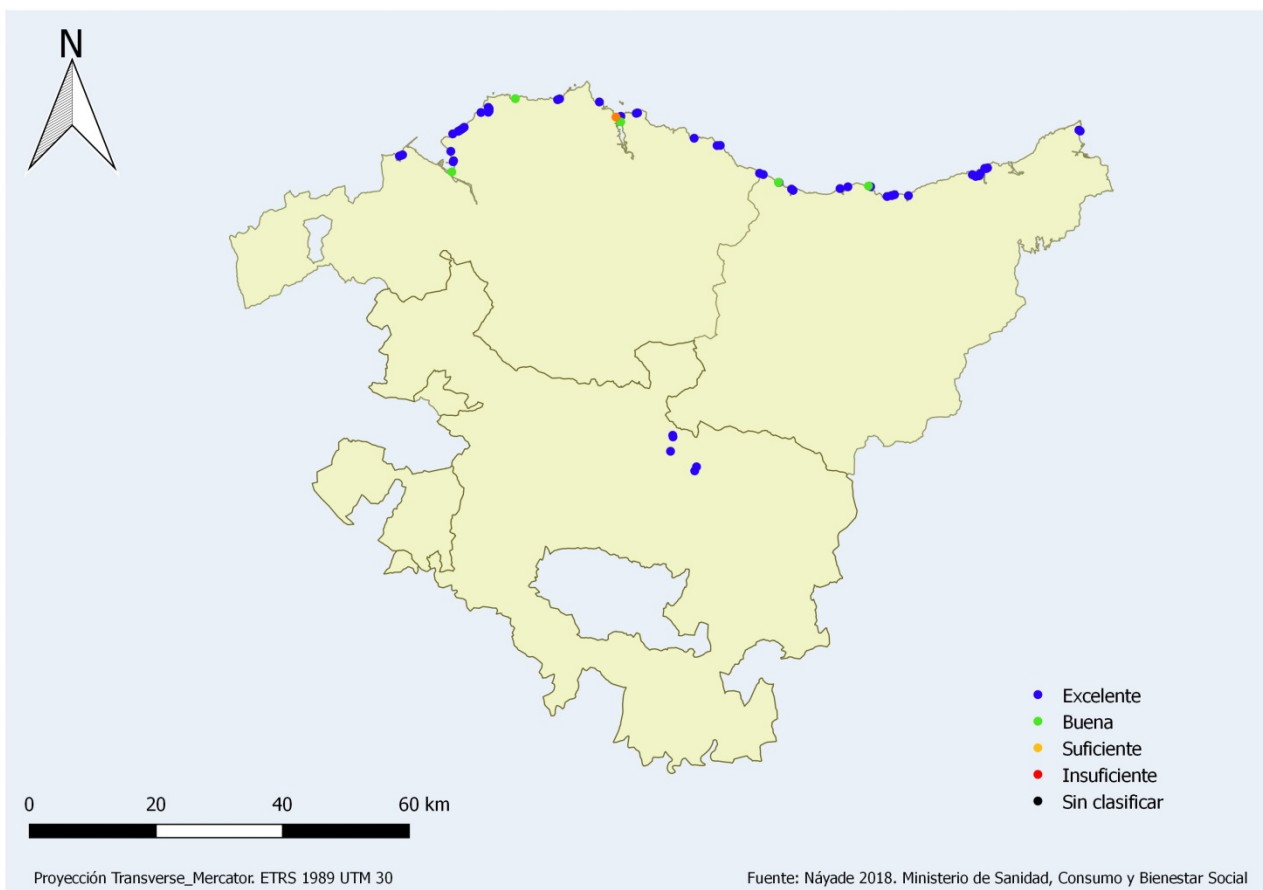 N
Excelente
Buena
Suficiente
Insuficiente
Sin clasificar
0 20 40 60 km
Proyección Transverse_Mercator. ETRS 1989 UTM 30
Fuente: Náyade 2018. Ministerio de Sanidad, Consumo y Bienestar Social